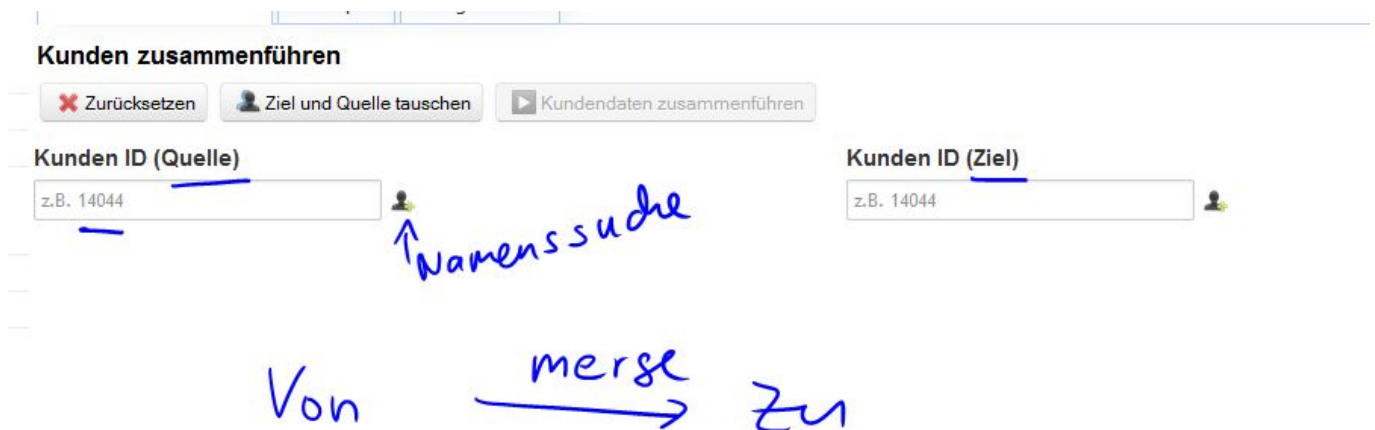 Kunden zusammenführen
Zurücksetzen Ziel und Quelle tauschen Kundendaten zusammenführen
Kunden ID (Quelle) Kunden ID (Ziel)
z.B. 14044 z.B. 14044
Namenssuche
merge
Von zu